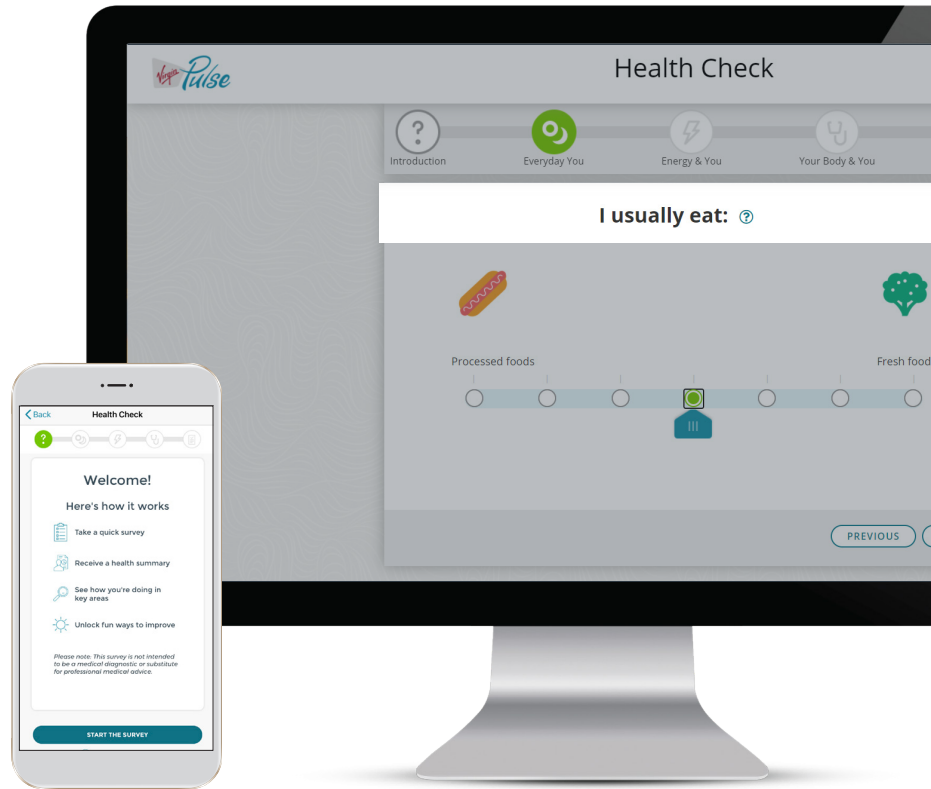 Virgin Pulse
Health Check
?
Introduction
Everyday You
Energy & You
Your Body & You
I usually eat: ?
Processed foods
Fresh food
PREVIOUS
Back
Health Check
?
Welcome!
Here's how it works
Take a quick survey
Receive a health summary
See how you're doing in
key areas
Unlock fun ways to improve
Please note: This survey is not intended
to be a medical diagnostic or substitute
for professional medical advice.
START THE SURVEY